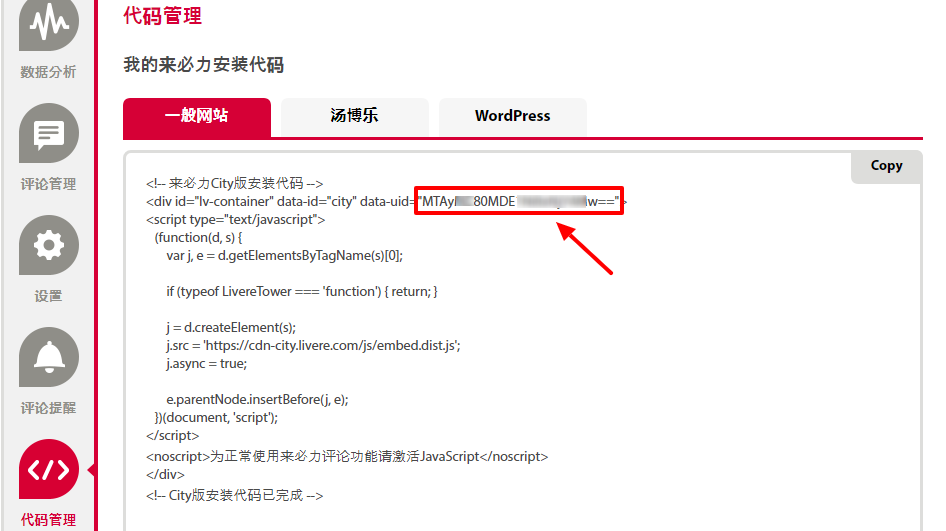 代码管理
数据分析
我的来必力安装代码
一般网站
汤博乐
WordPress
评论管理
Copy
<!-- 来必力City版安装代码 -->
<div id="lv-container" data-id="city" data-uid="MTAy 80MDE w==">
<script type="text/javascript">
(function(d, s) {
var j, e = d.getElementsByTagName(s)[0];
if (typeof LivereTower === 'function') { return; }
j = d.createElement(s);
j.src = 'https://cdn-city.livere.com/js/embed.dist.js';
j.async = true;
e.parentNode.insertBefore(j, e);
})(document, 'script');
</script>
<noscript>为正常使用来必力评论功能请激活JavaScript</noscript>
</div>
<!-- City版安装代码已完成 -->
设置
评论提醒
代码管理